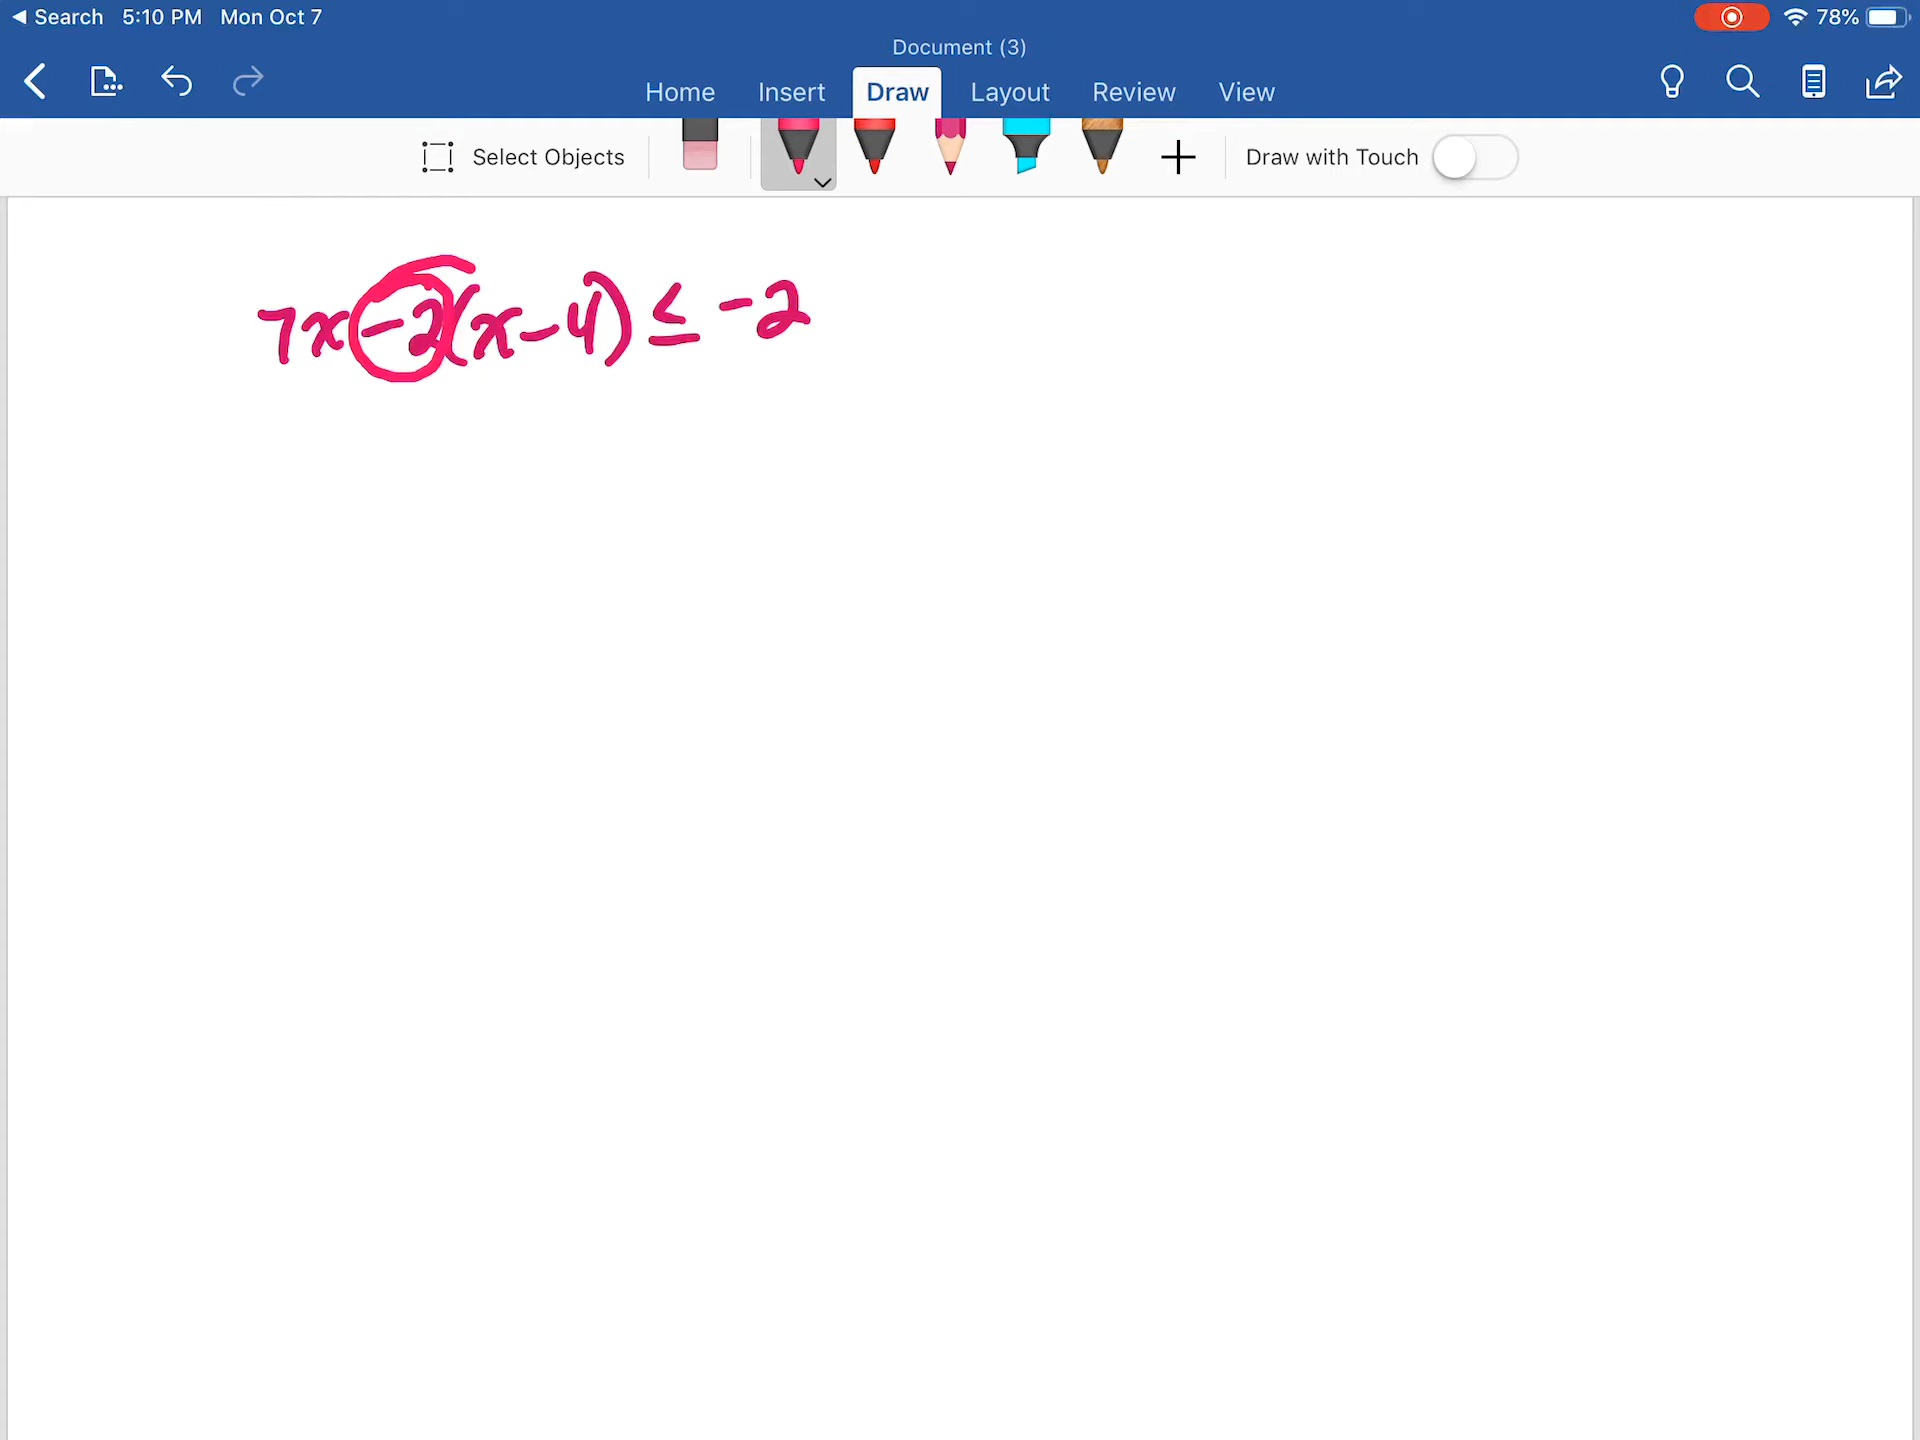 Search 5:10 PM Mon Oct 7 78%
Document (3)
Home Insert Draw Layout Review View
Select Objects Draw with Touch
7x-2(x-4) ≤ -2